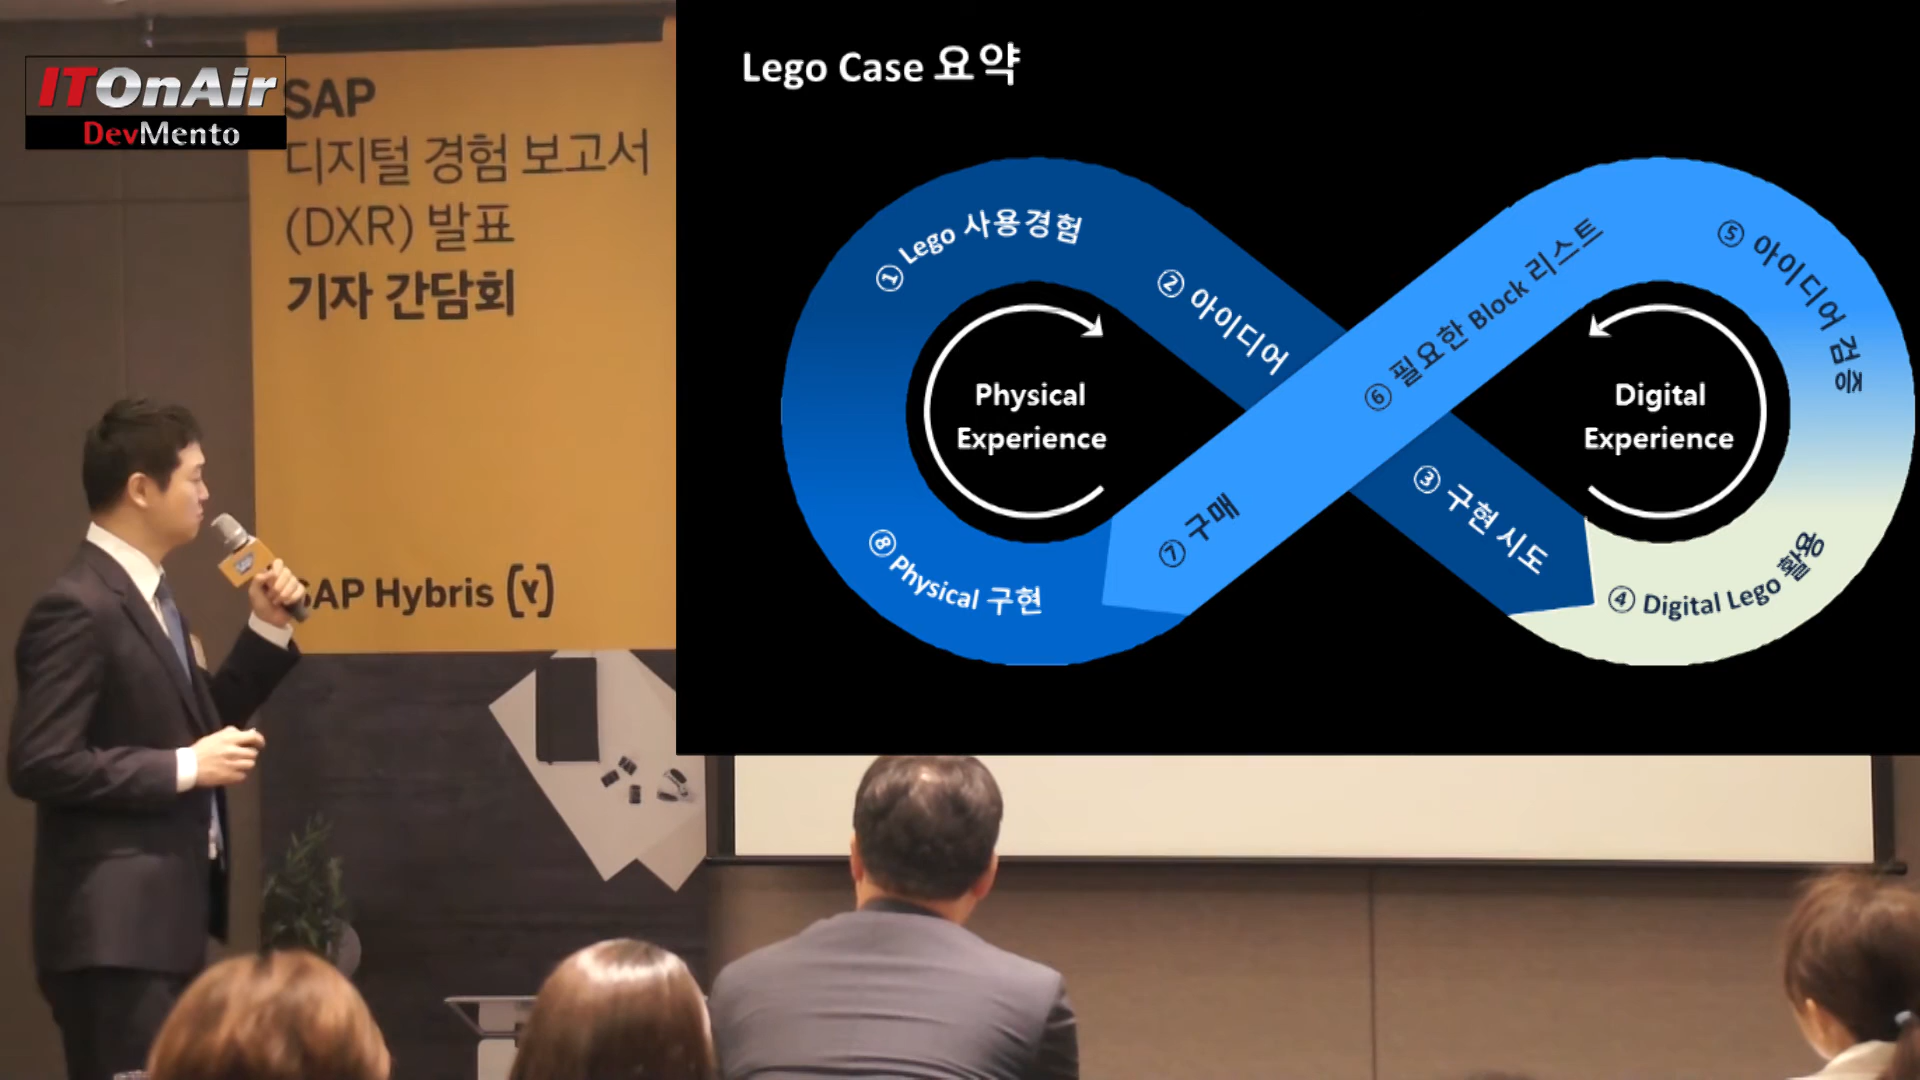 ITOnAir
DevMento
SAP
디지털 경험 보고서
(DXR) 발표
기자 간담회
SAP Hybris [y]
SAP
Lego Case 요약
① Lego 사용경험
② 아이디어
③ 구현 시도
④ Digital Lego 활용
⑤ 아이디어 검증
⑥ 필요한 Block 리스트
⑦ 구매
⑧ Physical 구현
Physical
Experience
Digital
Experience